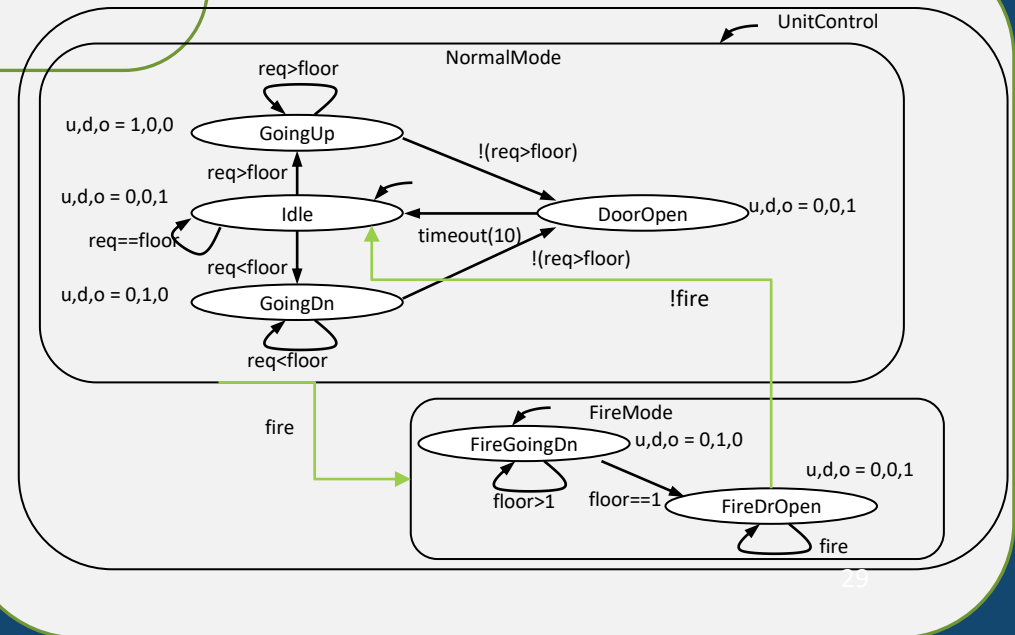 UnitControl
NormalMode
req>floor
u,d,o = 1,0,0
GoingUp
!(req>floor)
req>floor
u,d,o = 0,0,1
Idle
DoorOpen
u,d,o = 0,0,1
req==floor
timeout(10)
!(req>floor)
req<floor
u,d,o = 0,1,0
GoingDn
!fire
req<floor
fire
FireMode
FireGoingDn
u,d,o = 0,1,0
u,d,o = 0,0,1
floor>1
floor==1
FireDrOpen
fire
29